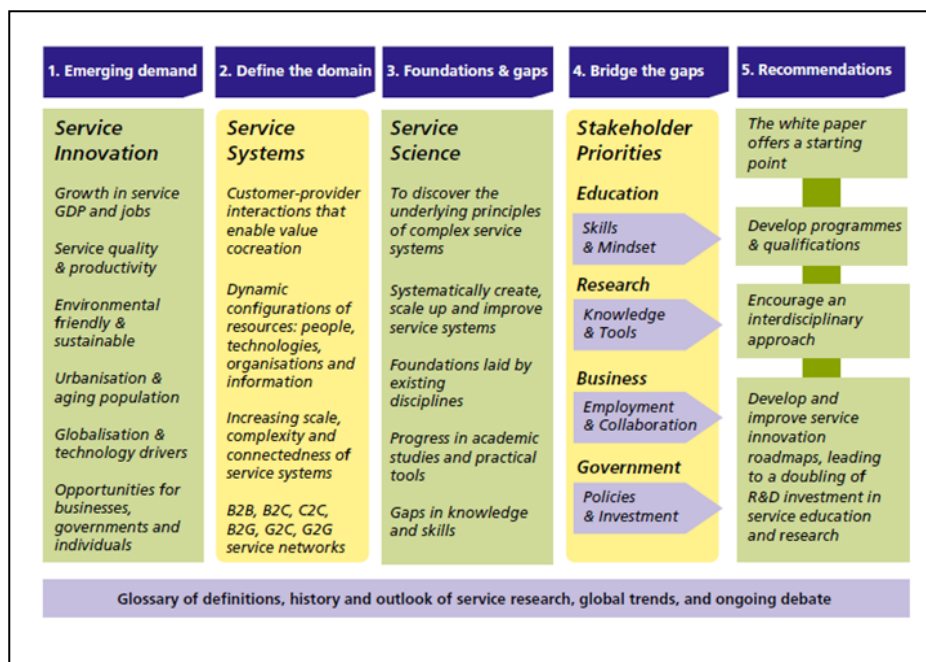 1. Emerging demand
2. Define the domain
3. Foundations & gaps
4. Bridge the gaps
5. Recommendations
Service
Innovation
Growth in service
GDP and jobs
Service quality
& productivity
Environmental
friendly &
sustainable
Urbanisation &
aging population
Globalisation &
technology drivers
Opportunities for
businesses,
governments and
individuals
Service
Systems
Customer-provider
interactions that
enable value
cocreation
Dynamic
configurations of
resources: people,
technologies,
organisations and
information
Increasing scale,
complexity and
connectedness of
service systems
B2B, B2C, C2C,
B2G, G2C, G2G
service networks
Service
Science
To discover the
underlying principles
of complex service
systems
Systematically create,
scale up and improve
service systems
Foundations laid by
existing
disciplines
Progress in academic
studies and practical
tools
Gaps in knowledge
and skills
Stakeholder
Priorities
Education
Skills
& Mindset
Research
Knowledge
& Tools
Business
Employment
& Collaboration
Government
Policies
& Investment
The white paper
offers a starting
point
Develop programmes
& qualifications
Encourage an
interdisciplinary
approach
Develop and
improve service
innovation
roadmaps, leading
to a doubling of
R&D investment in
service education
and research
Glossary of definitions, history and outlook of service research, global trends, and ongoing debate